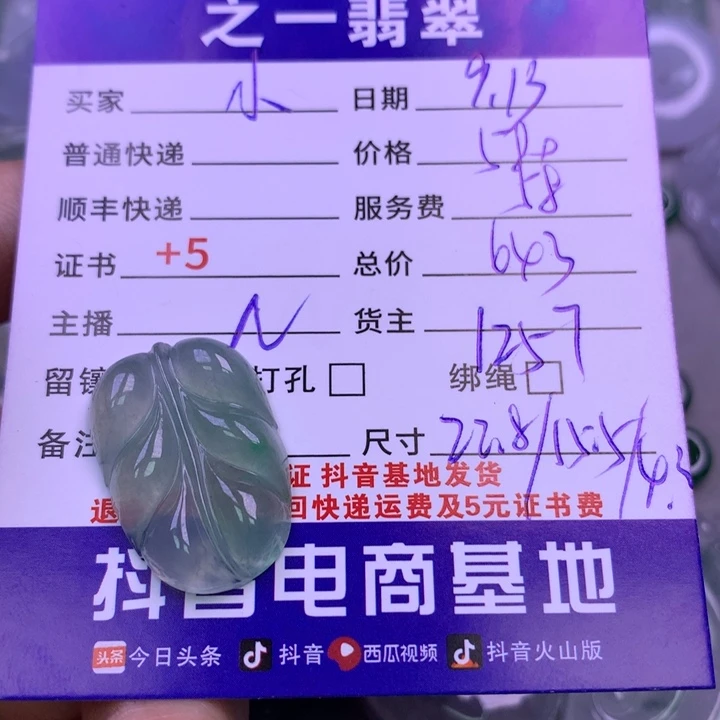 之一翡翠
买家 水 日期 9.13
普通快递 价格 588
顺丰快递 服务费 58
证书 +5 总价 643
主播 N 货主 1257
留镶 打孔 绑绳
备注 尺寸 22.8/15.5/4.2
证 抖音基地发货
退 回快递运费及5元证书费
抖音电商基地
头条 今日头条 抖音 西瓜视频 抖音火山版